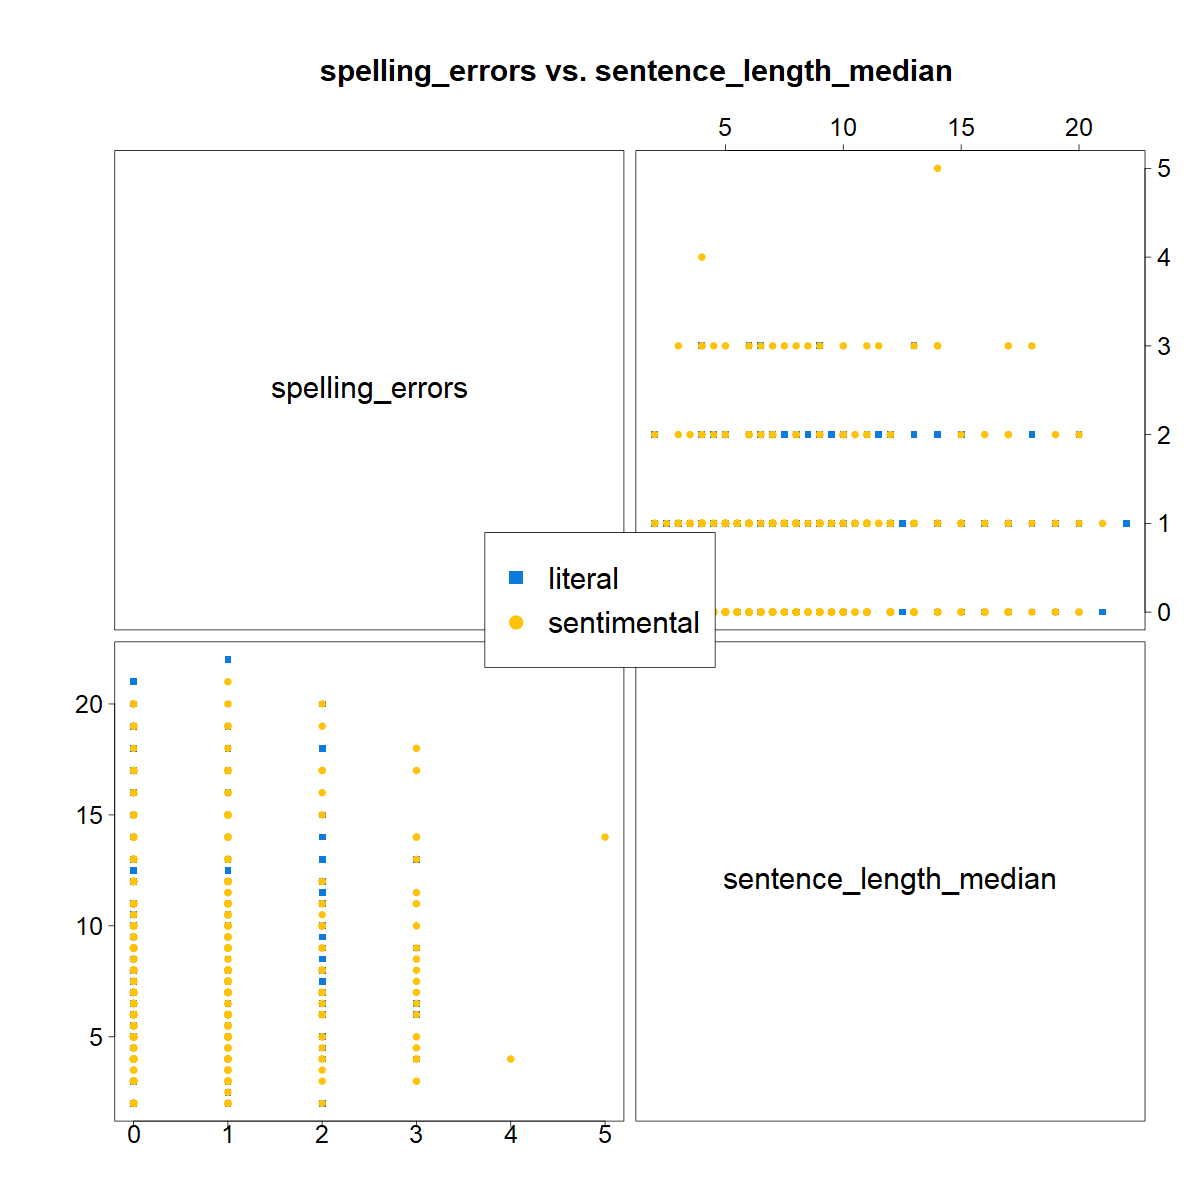 spelling_errors vs. sentence_length_median
5 10 15 20
5
4
3
2
1
0
spelling_errors
literal
sentimental
20
15
10
5
sentence_length_median
0 1 2 3 4 5